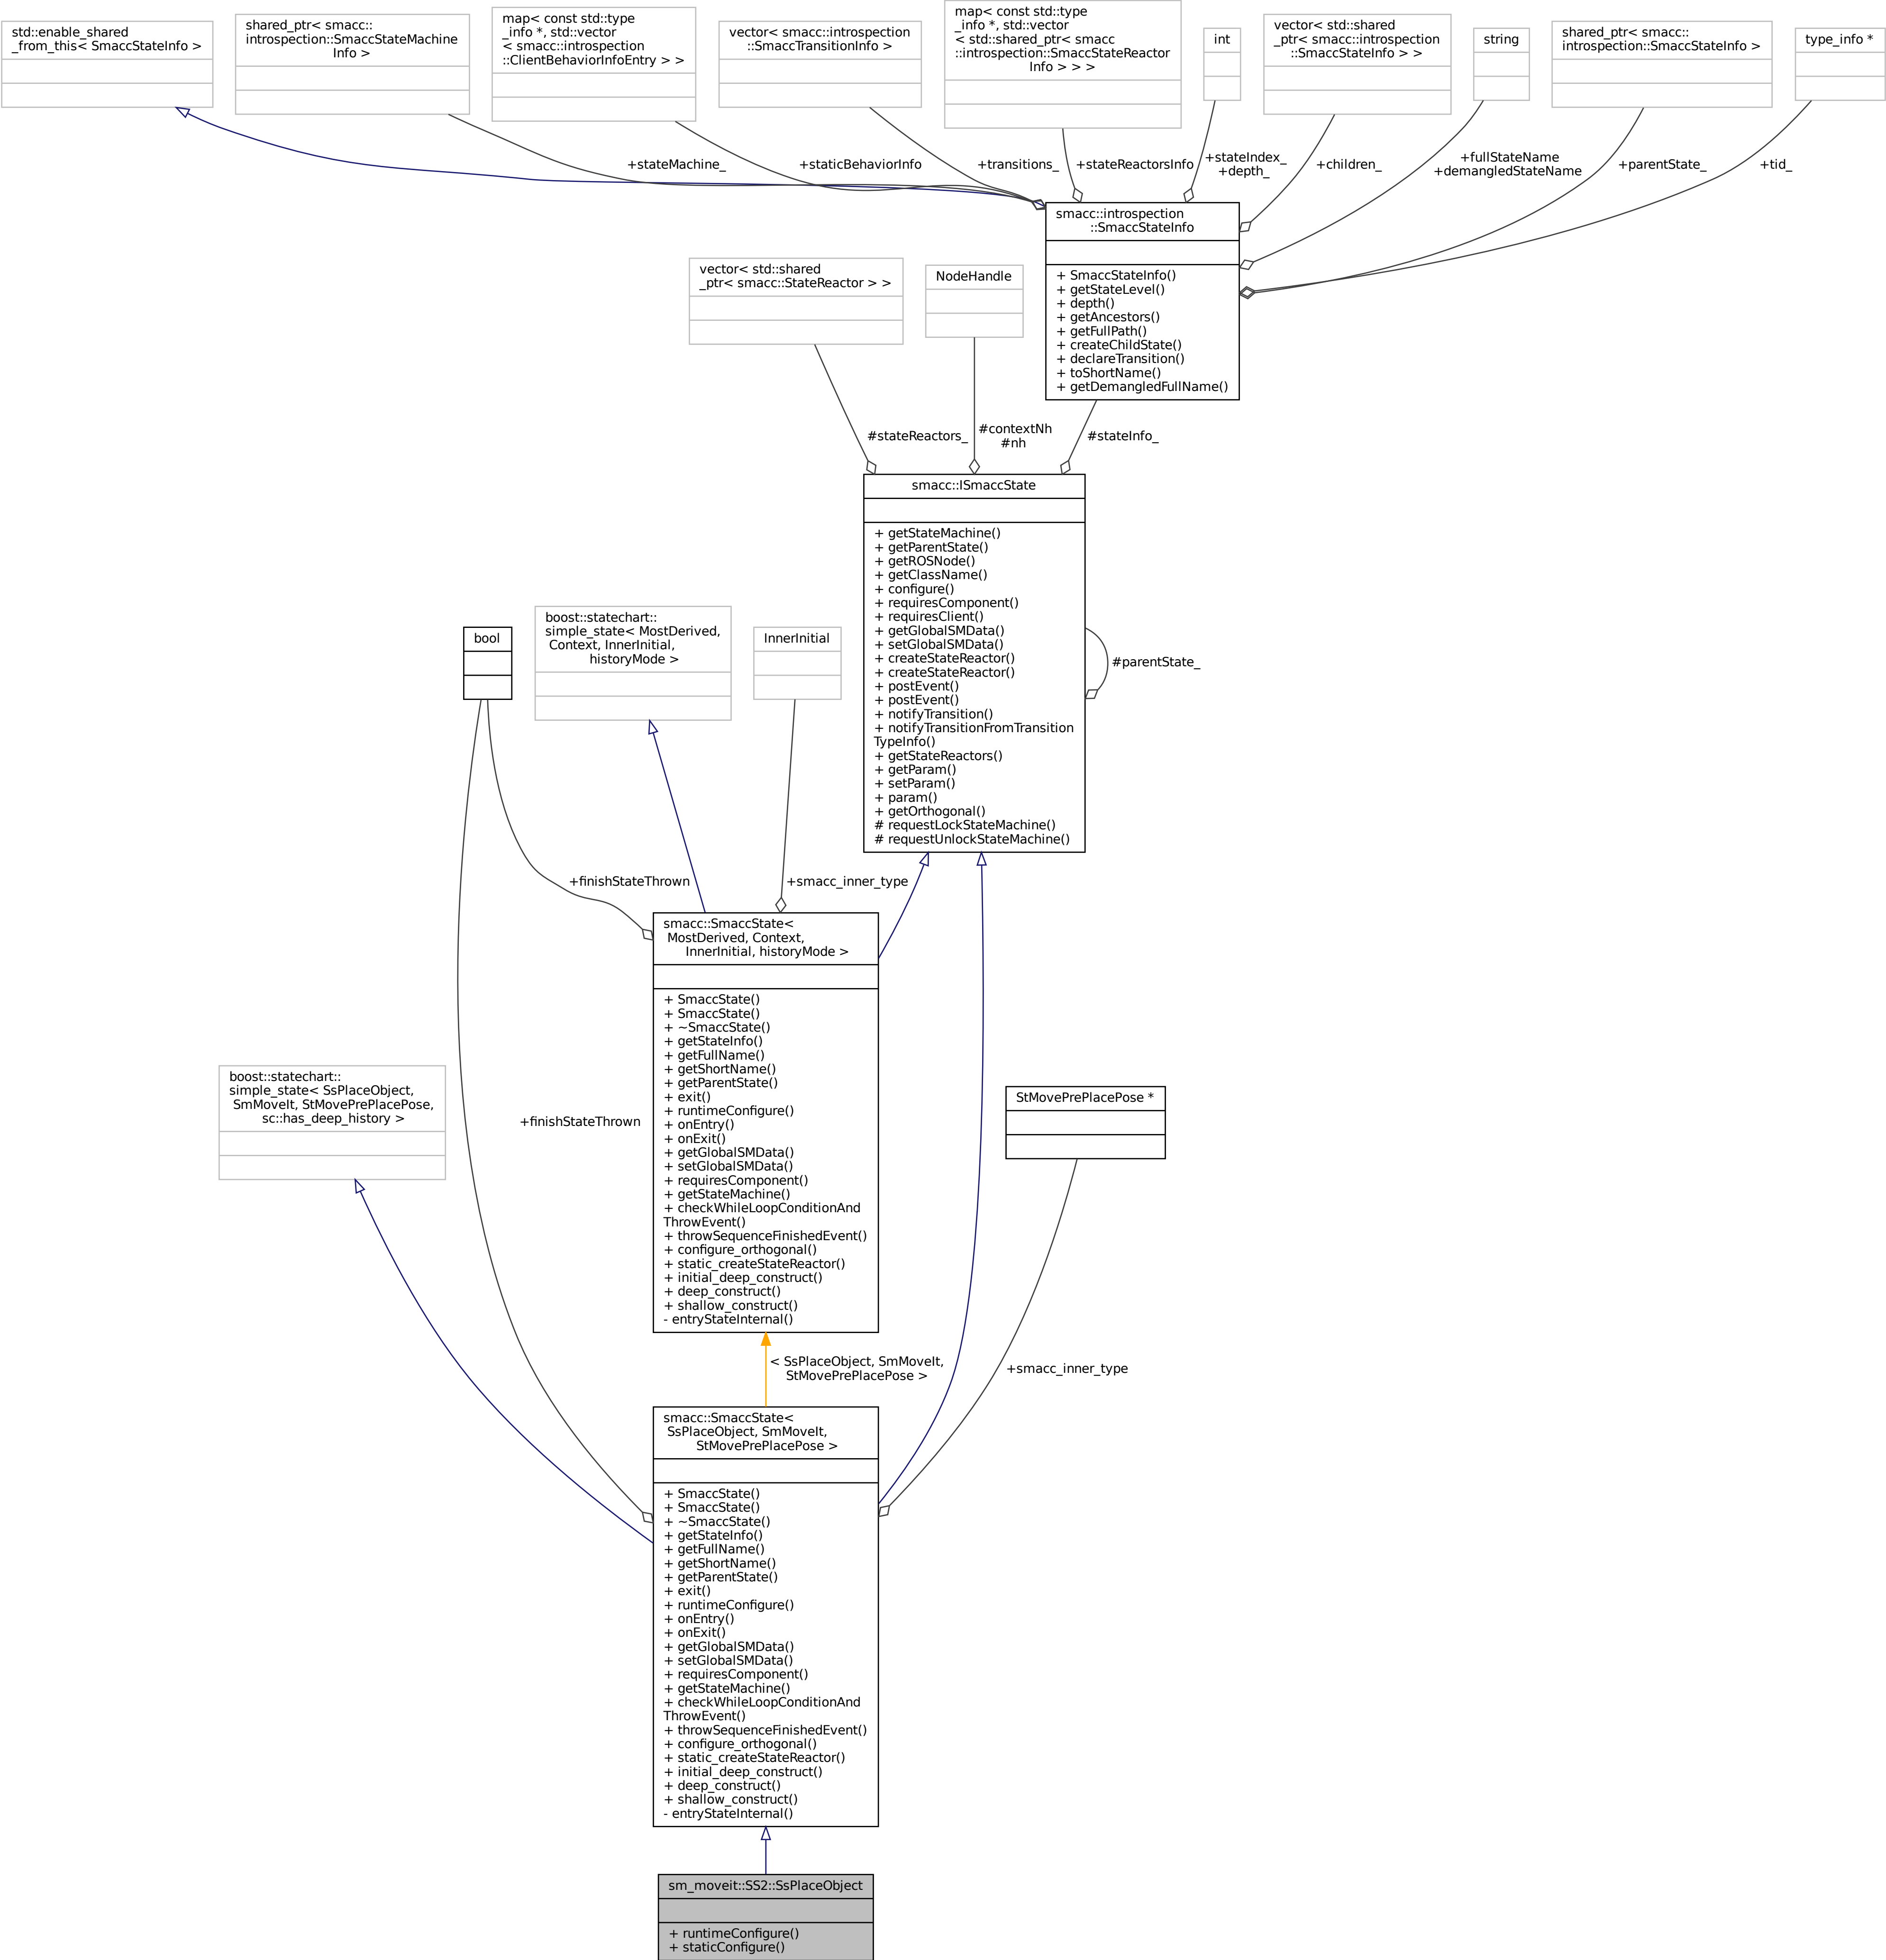 std::enable_shared
_from_this< SmaccStateInfo >
shared_ptr< smacc::
introspection::SmaccStateMachine
Info >
map< const std::type
_info *, std::vector
< smacc::introspection
::ClientBehaviorInfoEntry > >
vector< smacc::introspection
::SmaccTransitionInfo >
map< const std::type
_info *, std::vector
< std::shared_ptr< smacc
::introspection::SmaccStateReactor
Info > > >
int
vector< std::shared
_ptr< smacc::introspection
::SmaccStateInfo > >
string
shared_ptr< smacc::
introspection::SmaccStateInfo >
type_info *
+stateMachine_
+staticBehaviorInfo
+transitions_
+stateReactorsInfo
+stateIndex_
+depth_
+children_
+fullStateName
+demangledStateName
+parentState_
+tid_
smacc::introspection
::SmaccStateInfo
+ SmaccStateInfo()
+ getStateLevel()
+ depth()
+ getAncestors()
+ getFullPath()
+ createChildState()
+ declareTransition()
+ toShortName()
+ getDemangledFullName()
vector< std::shared
_ptr< smacc::StateReactor > >
NodeHandle
#stateReactors_
#contextNh
#nh
#stateInfo_
smacc::ISmaccState
+ getStateMachine()
+ getParentState()
+ getROSNode()
+ getClassName()
+ configure()
+ requiresComponent()
+ requiresClient()
+ getGlobalSMData()
+ setGlobalSMData()
+ createStateReactor()
+ createStateReactor()
+ postEvent()
+ postEvent()
+ notifyTransition()
+ notifyTransitionFromTransition
TypeInfo()
+ getStateReactors()
+ getParam()
+ setParam()
+ param()
+ getOrthogonal()
# requestLockStateMachine()
# requestUnlockStateMachine()
#parentState_
bool
boost::statechart::
simple_state< MostDerived,
Context, InnerInitial,
historyMode >
InnerInitial
+finishStateThrown
+smacc_inner_type
smacc::SmaccState<
MostDerived, Context,
InnerInitial, historyMode >
+ SmaccState()
+ SmaccState()
+ ~SmaccState()
+ getStateInfo()
+ getFullName()
+ getShortName()
+ getParentState()
+ exit()
+ runtimeConfigure()
+ onEntry()
+ onExit()
+ getGlobalSMData()
+ setGlobalSMData()
+ requiresComponent()
+ getStateMachine()
+ checkWhileLoopConditionAnd
ThrowEvent()
+ throwSequenceFinishedEvent()
+ configure_orthogonal()
+ static_createStateReactor()
+ initial_deep_construct()
+ deep_construct()
+ shallow_construct()
- entryStateInternal()
boost::statechart::
simple_state< SsPlaceObject,
SmMoveIt, StMovePrePlacePose,
sc::has_deep_history >
+finishStateThrown
StMovePrePlacePose *
< SsPlaceObject, SmMoveIt,
StMovePrePlacePose >
+smacc_inner_type
smacc::SmaccState<
SsPlaceObject, SmMoveIt,
StMovePrePlacePose >
+ SmaccState()
+ SmaccState()
+ ~SmaccState()
+ getStateInfo()
+ getFullName()
+ getShortName()
+ getParentState()
+ exit()
+ runtimeConfigure()
+ onEntry()
+ onExit()
+ getGlobalSMData()
+ setGlobalSMData()
+ requiresComponent()
+ getStateMachine()
+ checkWhileLoopConditionAnd
ThrowEvent()
+ throwSequenceFinishedEvent()
+ configure_orthogonal()
+ static_createStateReactor()
+ initial_deep_construct()
+ deep_construct()
+ shallow_construct()
- entryStateInternal()
sm_moveit::SS2::SsPlaceObject
+ runtimeConfigure()
+ staticConfigure()